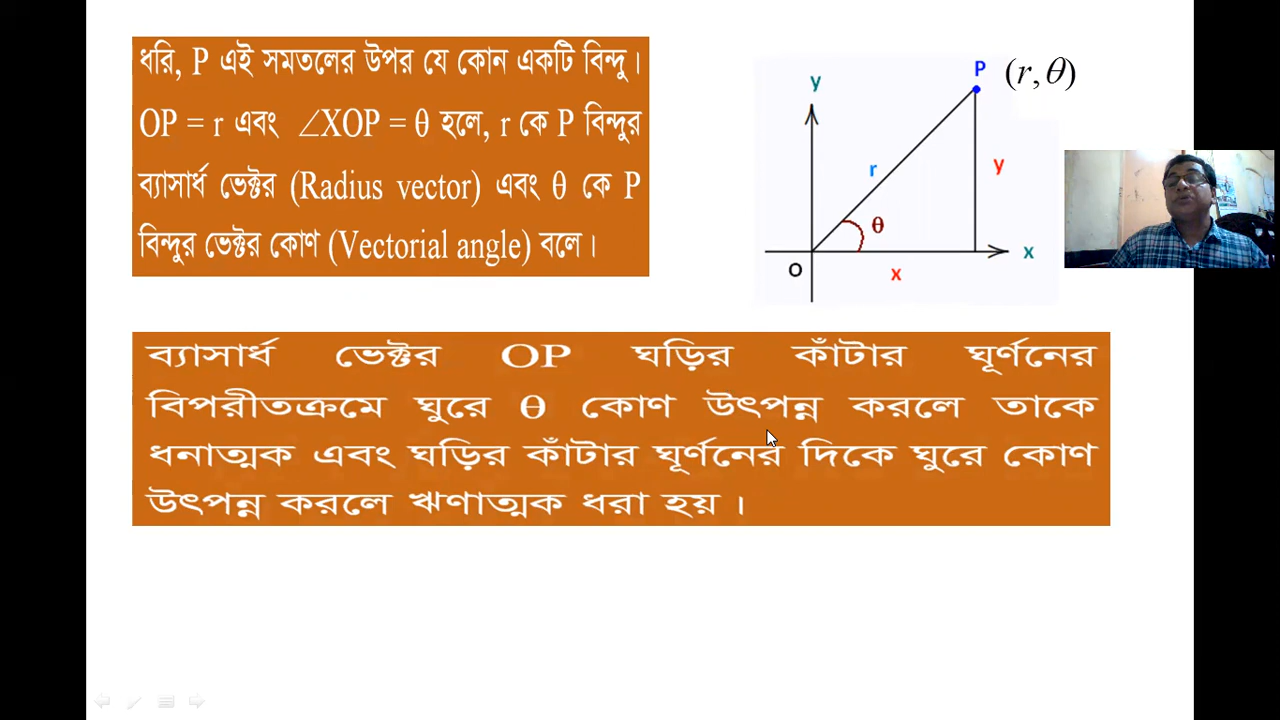 ধরি, P এই সমতলের উপর যে কোন একটি বিন্দু।
OP = r এবং ∠XOP = θ হলে, r কে P বিন্দুর
ব্যাসার্ধ ভেক্টর (Radius vector) এবং θ কে P
বিন্দুর ভেক্টর কোণ (Vectorial angle) বলে।
P (r, θ)
y
r
y
θ
O
x
x
ব্যাসার্ধ ভেক্টর OP ঘড়ির কাঁটার ঘূর্ণনের
বিপরীতক্রমে ঘুরে θ কোণ উৎপন্ন করলে তাকে
ধনাত্মক এবং ঘড়ির কাঁটার ঘূর্ণনের দিকে ঘুরে কোণ
উৎপন্ন করলে ঋণাত্মক ধরা হয়।